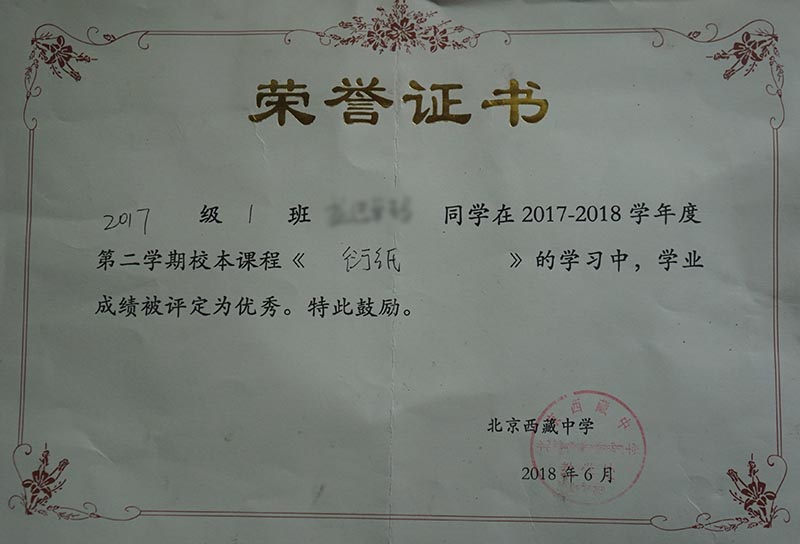 荣誉证书
2017 级 1 班 同学在 2017-2018 学年度
第二学期校本课程《 衍纸 》的学习中，学业
成绩被评定为优秀。特此鼓励。
北京西藏中学
2018 年 6 月